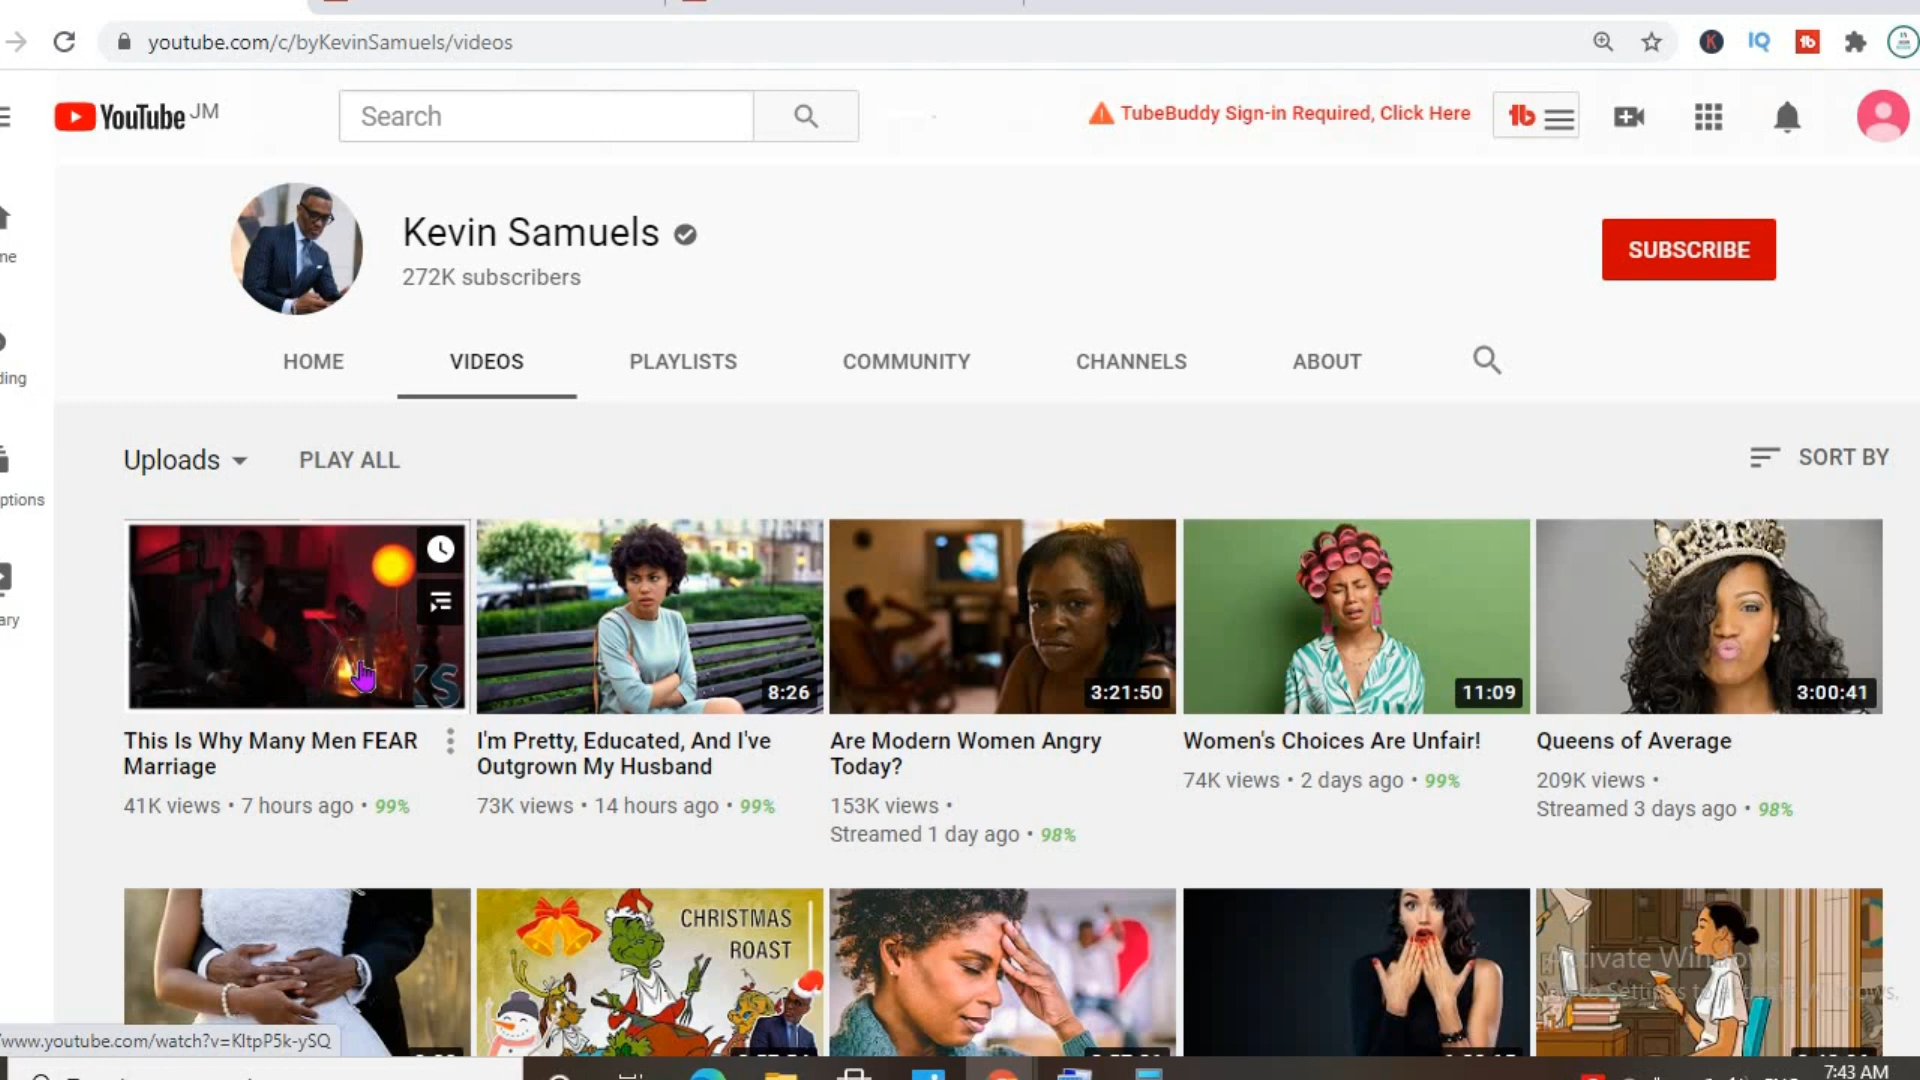 youtube.com/c/byKevinSamuels/videos
IQ
YouTube JM
Search
TubeBuddy Sign-in Required, Click Here
Kevin Samuels
272K subscribers
SUBSCRIBE
HOME VIDEOS PLAYLISTS COMMUNITY CHANNELS ABOUT
Uploads PLAY ALL SORT BY
8:26
3:21:50
11:09
3:00:41
This Is Why Many Men FEAR
Marriage
41K views • 7 hours ago • 99%
I'm Pretty, Educated, And I've
Outgrown My Husband
73K views • 14 hours ago • 99%
Are Modern Women Angry
Today?
153K views •
Streamed 1 day ago • 98%
Women's Choices Are Unfair!
74K views • 2 days ago • 99%
Queens of Average
209K views •
Streamed 3 days ago • 98%
CHRISTMAS
ROAST
www.youtube.com/watch?v=KltpP5k-ySQ
7:43 AM